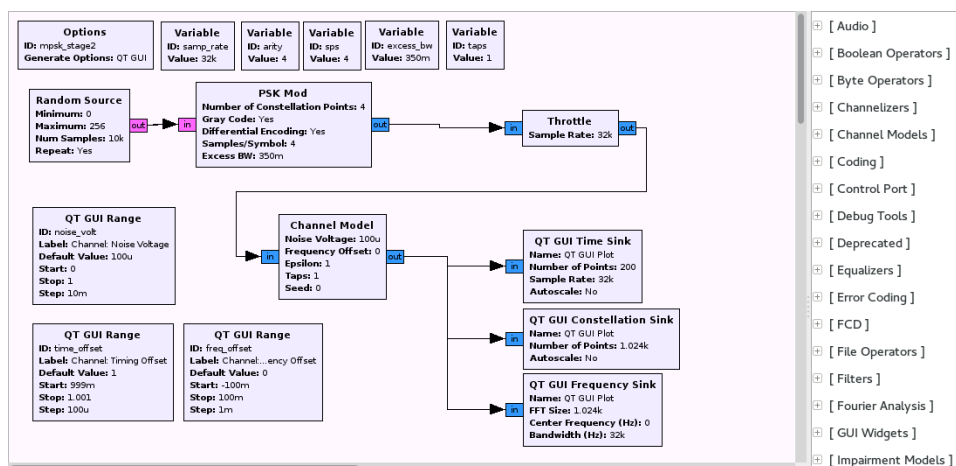 Options
ID: mpsk_stage2
Generate Options: QT GUI
Variable
ID: samp_rate
Value: 32k
Variable
ID: arity
Value: 4
Variable
ID: sps
Value: 4
Variable
ID: excess_bw
Value: 350m
Variable
ID: taps
Value: 1
Random Source
Minimum: 0
Maximum: 256
Num Samples: 10k
Repeat: Yes
out
in
PSK Mod
Number of Constellation Points: 4
Gray Code: Yes
Differential Encoding: Yes
Samples/Symbol: 4
Excess BW: 350m
out
in
Throttle
Sample Rate: 32k
out
QT GUI Range
ID: noise_volt
Label: Channel: Noise Voltage
Default Value: 100u
Start: 0
Stop: 1
Step: 10m
in
Channel Model
Noise Voltage: 100u
Frequency Offset: 0
Epsilon: 1
Taps: 1
Seed: 0
out
in
QT GUI Time Sink
Name: QT GUI Plot
Number of Points: 200
Sample Rate: 32k
Autoscale: No
in
QT GUI Constellation Sink
Name: QT GUI Plot
Number of Points: 1.024k
Autoscale: No
in
QT GUI Frequency Sink
Name: QT GUI Plot
FFT Size: 1.024k
Center Frequency (Hz): 0
Bandwidth (Hz): 32k
QT GUI Range
ID: time_offset
Label: Channel: Timing Offset
Default Value: 1
Start: 999m
Stop: 1.001
Step: 100u
QT GUI Range
ID: freq_offset
Label: Channel:...ency Offset
Default Value: 0
Start: -100m
Stop: 100m
Step: 1m
[ Audio ]
[ Boolean Operators ]
[ Byte Operators ]
[ Channelizers ]
[ Channel Models ]
[ Coding ]
[ Control Port ]
[ Debug Tools ]
[ Deprecated ]
[ Equalizers ]
[ Error Coding ]
[ FCD ]
[ File Operators ]
[ Filters ]
[ Fourier Analysis ]
[ GUI Widgets ]
[ Impairment Models ]